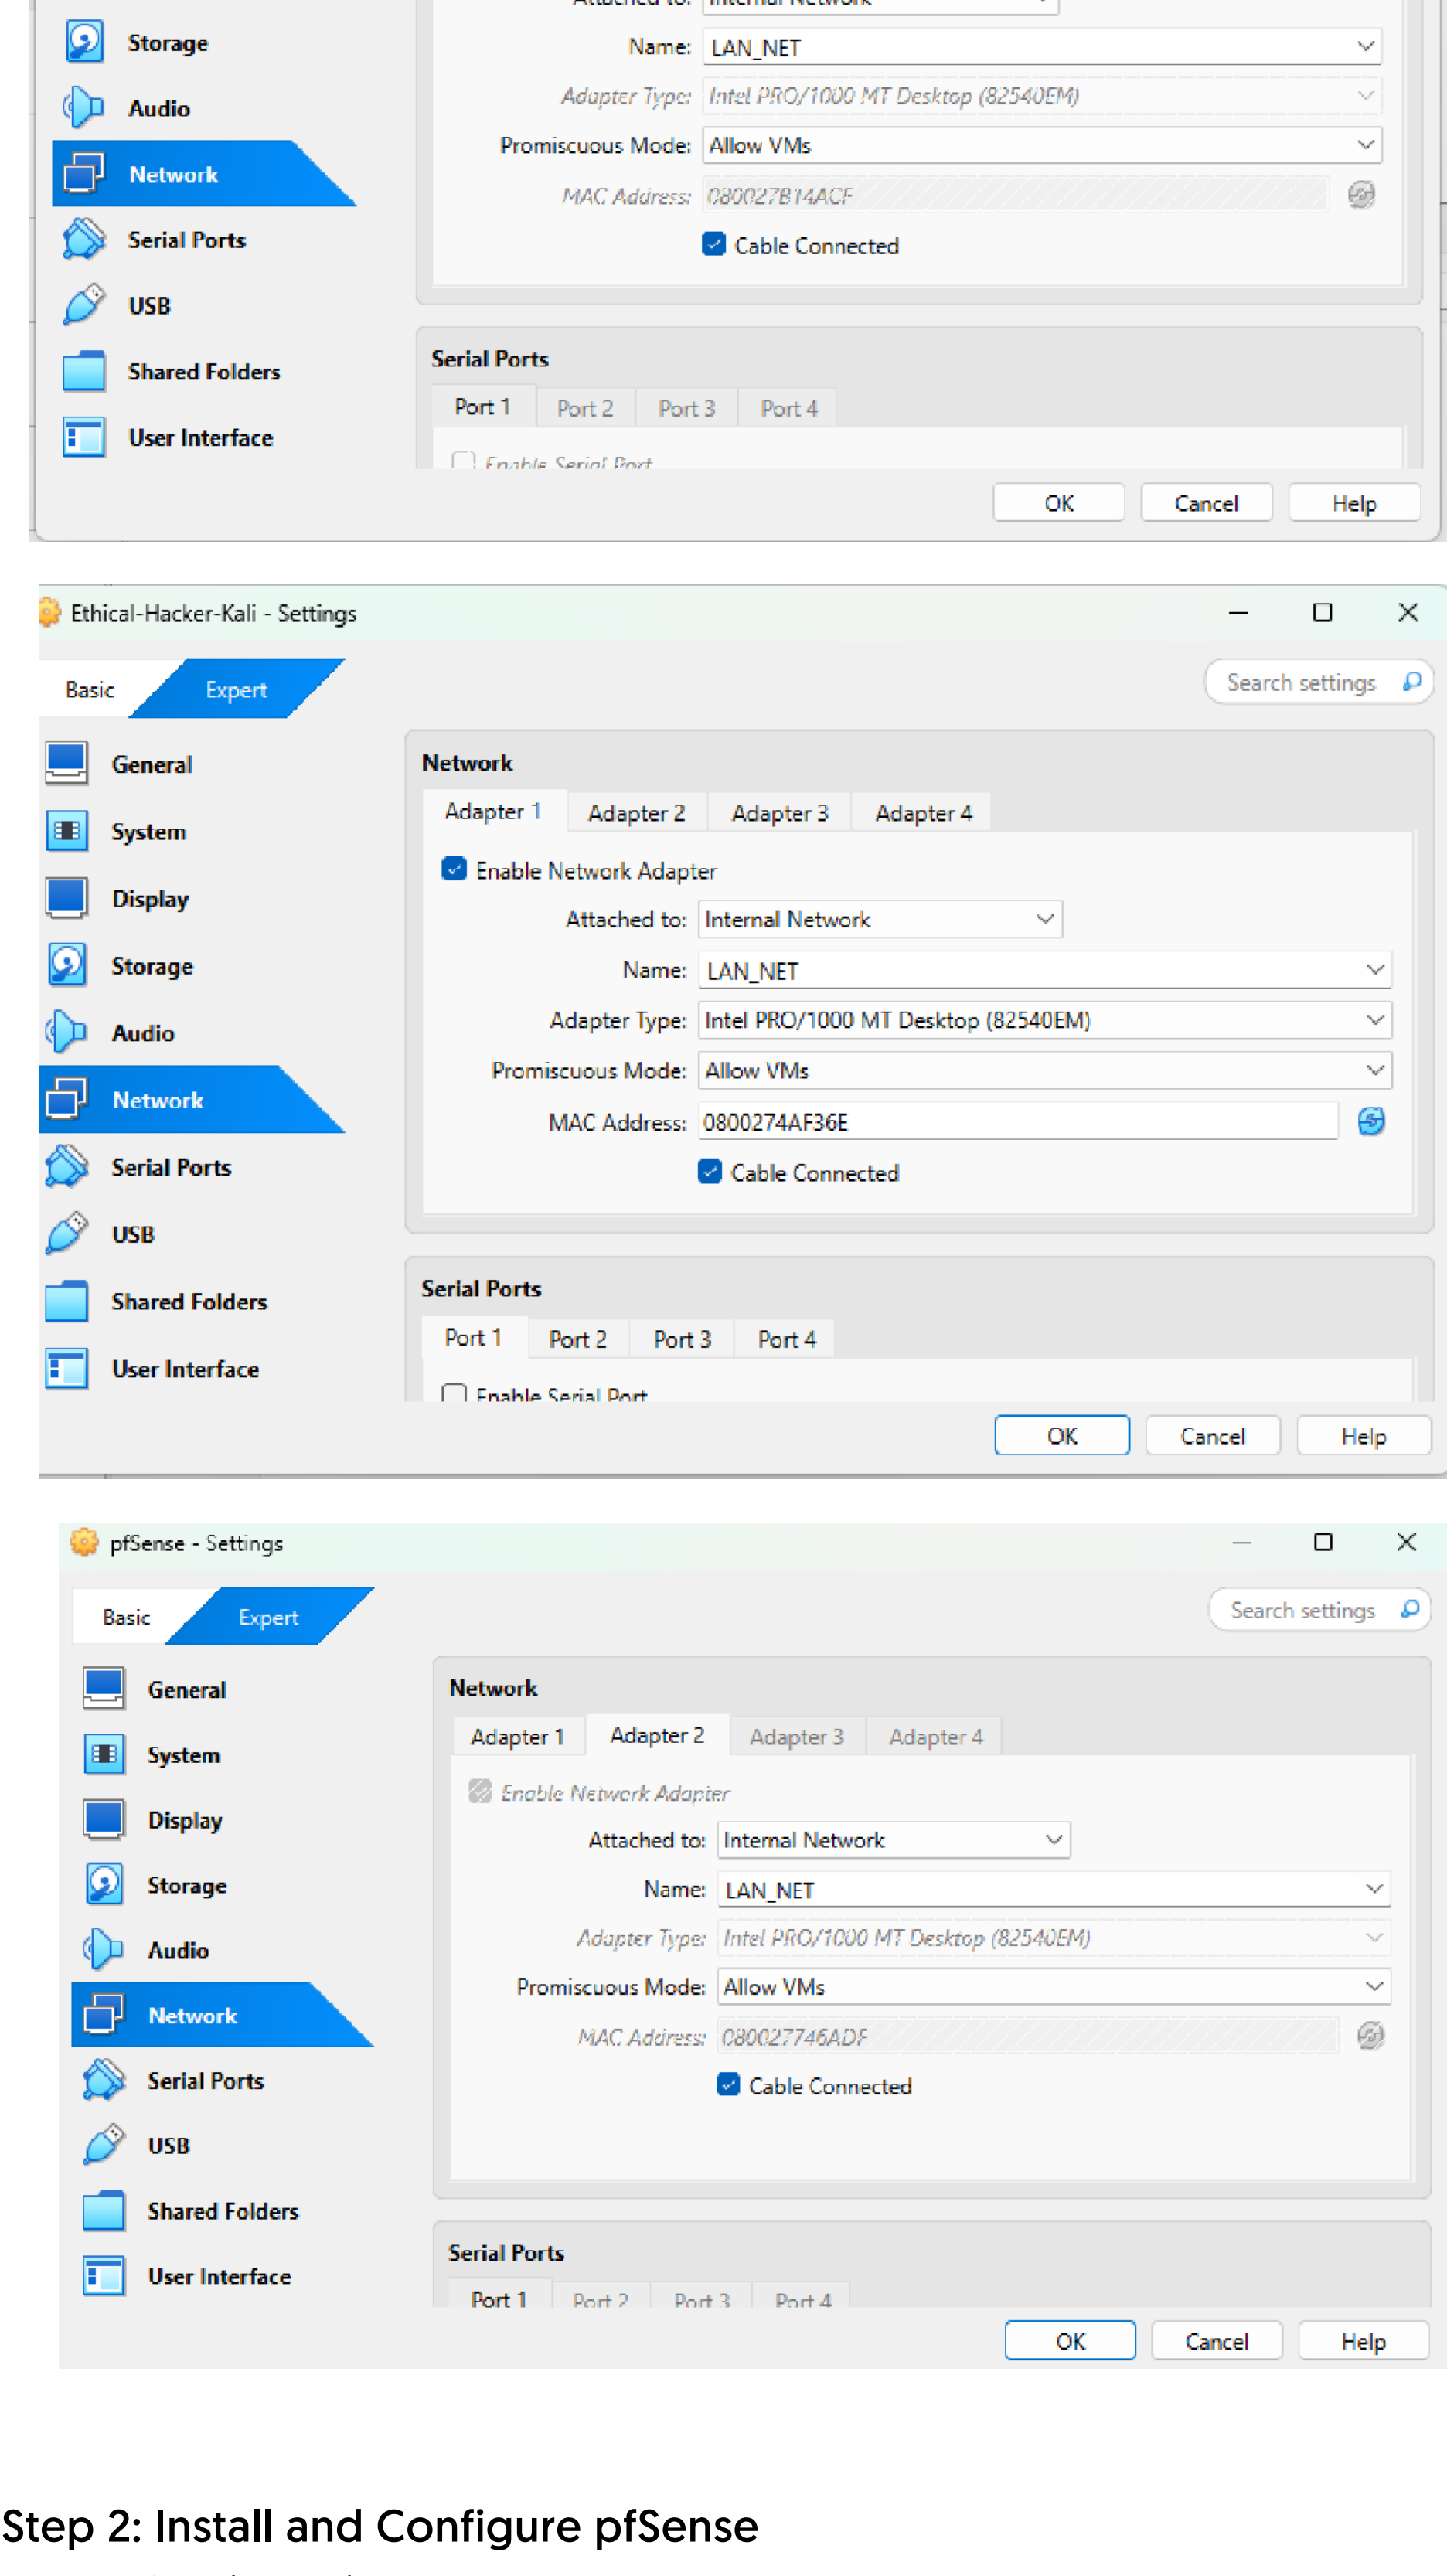 Attached to: Internal Network
Storage
Name: LAN_NET
Adapter Type: Intel PRO/1000 MT Desktop (82540EM)
Audio
Promiscuous Mode: Allow VMs
Network
MAC Address: 080027B14ACF
Serial Ports
Cable Connected
USB
Serial Ports
Shared Folders
Port 1 Port 2 Port 3 Port 4
User Interface
Enable Serial Port
OK Cancel Help
Ethical-Hacker-Kali - Settings
Basic Expert Search settings
General
Network
Adapter 1 Adapter 2 Adapter 3 Adapter 4
System
Enable Network Adapter
Display
Attached to: Internal Network
Storage
Name: LAN_NET
Audio
Adapter Type: Intel PRO/1000 MT Desktop (82540EM)
Promiscuous Mode: Allow VMs
Network
MAC Address: 0800274AF36E
Serial Ports
Cable Connected
USB
Serial Ports
Shared Folders
Port 1 Port 2 Port 3 Port 4
User Interface
Enable Serial Port
OK Cancel Help
pfSense - Settings
Basic Expert Search settings
General
Network
Adapter 1 Adapter 2 Adapter 3 Adapter 4
System
Enable Network Adapter
Display
Attached to: Internal Network
Storage
Name: LAN_NET
Audio
Adapter Type: Intel PRO/1000 MT Desktop (82540EM)
Promiscuous Mode: Allow VMs
Network
MAC Address: 080027746ADF
Serial Ports
Cable Connected
USB
Shared Folders
Serial Ports
User Interface
Port 1 Port 2 Port 3 Port 4
OK Cancel Help
Step 2: Install and Configure pfSense